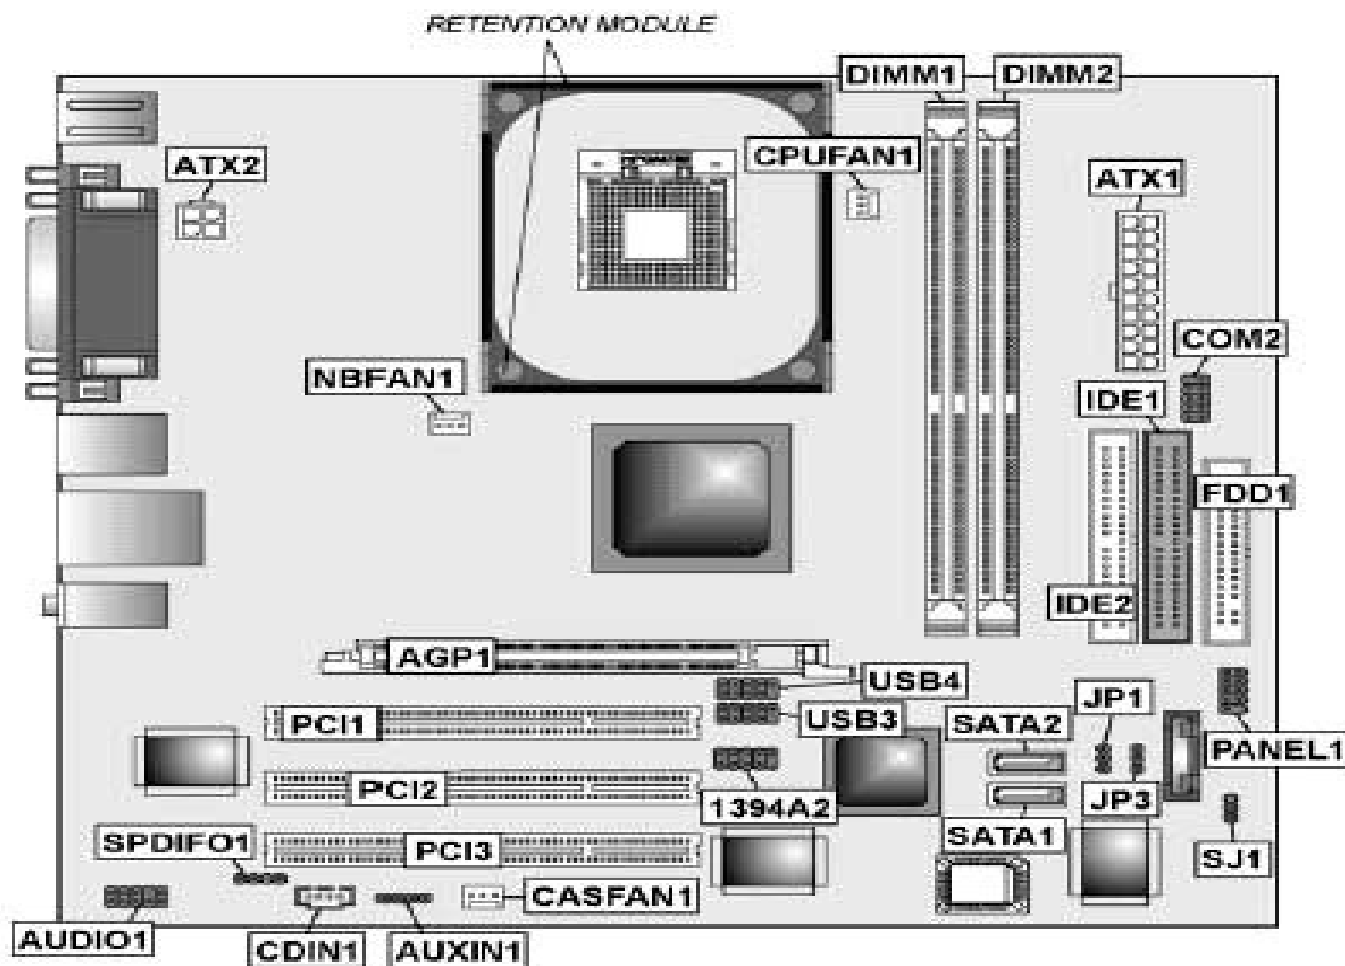 RETENTION MODULE
DIMM1
DIMM2
ATX2
CPUFAN1
ATX1
COM2
NBFAN1
IDE1
FDD1
IDE2
AGP1
USB4
JP1
PCI1
USB3
SATA2
PANEL1
PCI2
1394A2
JP3
SPDIFO1
PCI3
SATA1
SJ1
CASFAN1
AUDIO1
CDIN1
AUXIN1